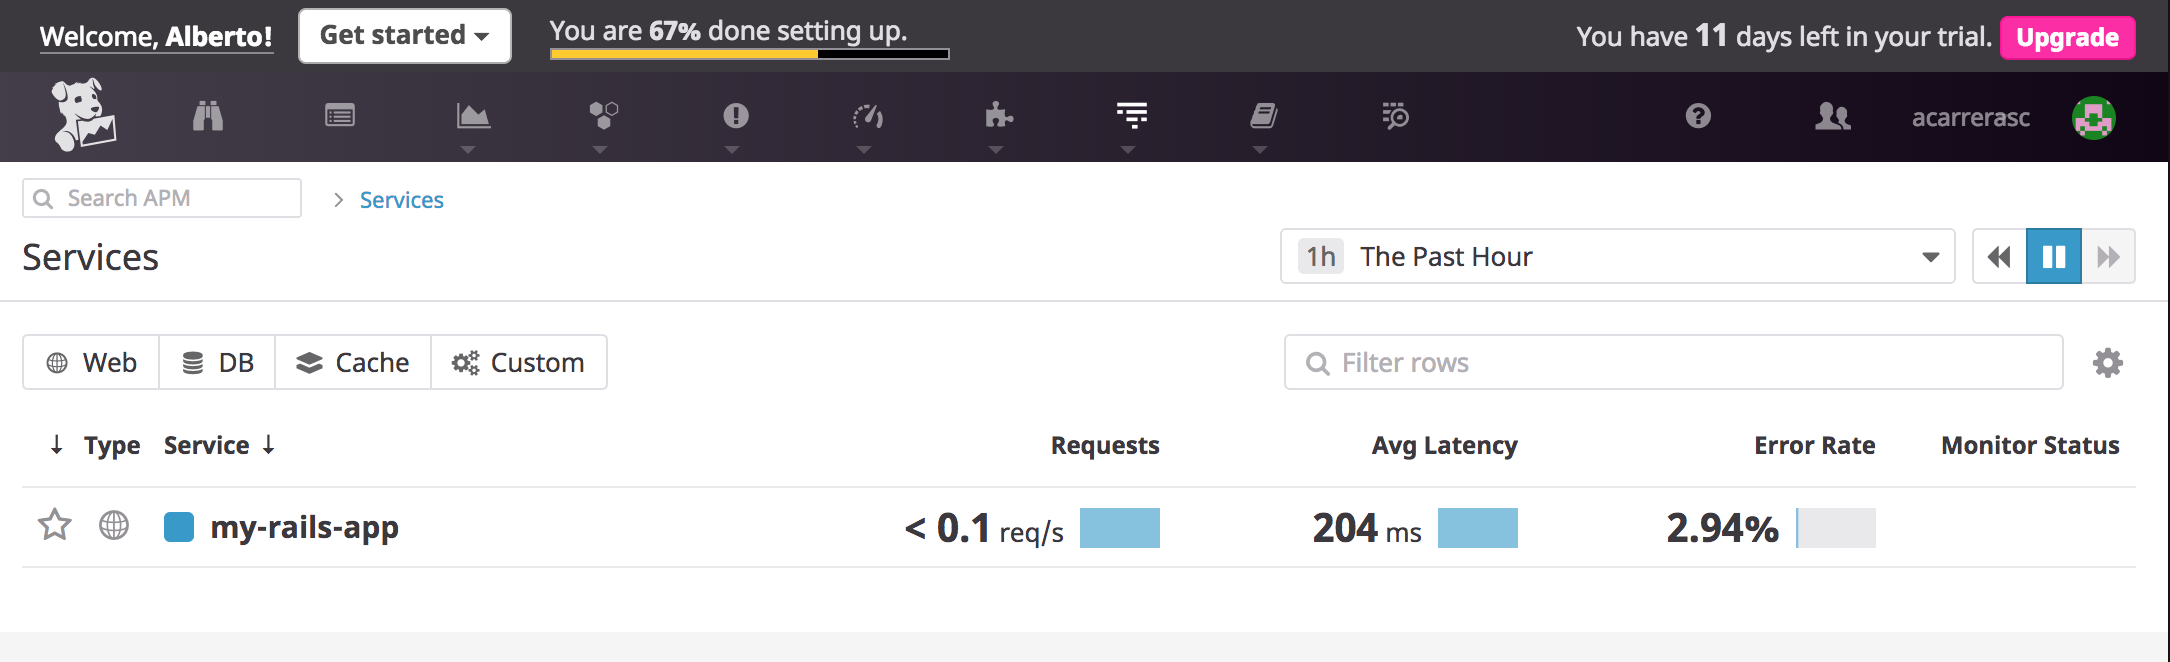 Welcome, Alberto! Get started You are 67% done setting up. You have 11 days left in your trial. Upgrade
acarrerasc
Search APM > Services
Services 1h The Past Hour
Web DB Cache Custom Filter rows
↓ Type Service ↓ Requests Avg Latency Error Rate Monitor Status
my-rails-app < 0.1 req/s 204 ms 2.94%